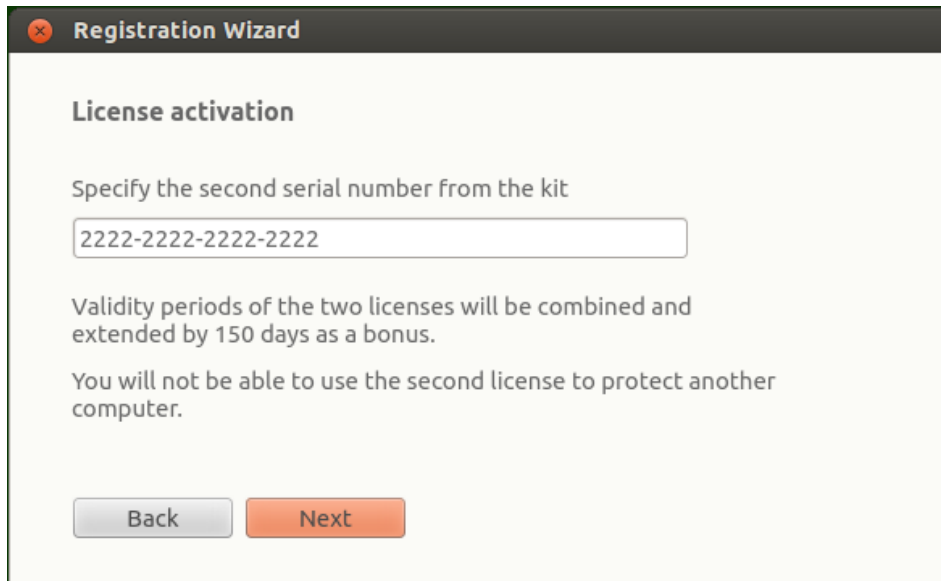 Registration Wizard
License activation
Specify the second serial number from the kit
2222-2222-2222-2222
Validity periods of the two licenses will be combined and
extended by 150 days as a bonus.
You will not be able to use the second license to protect another
computer.
Back
Next